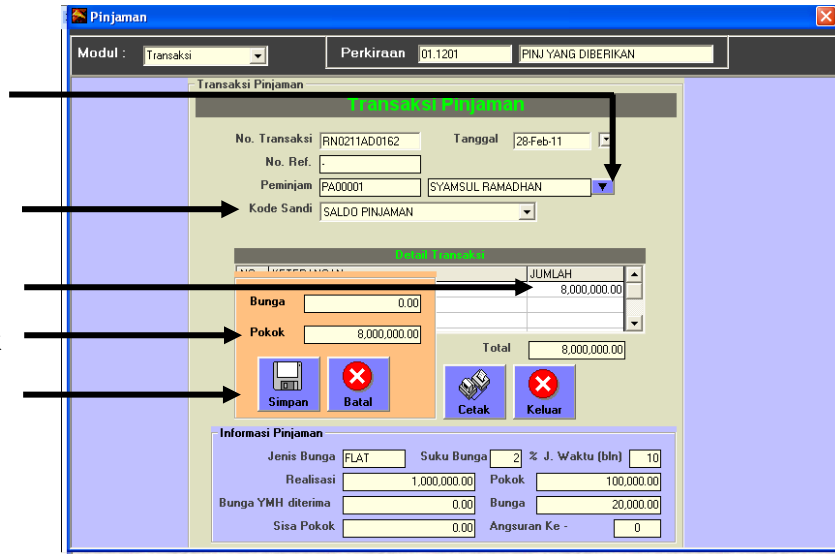 Pinjaman
Modul : Transaksi Perkiraan 01.1201 PINJ YANG DIBERIKAN
Transaksi Pinjaman
Transaksi Pinjaman
No. Transaksi RN0211AD0162 Tanggal 28-Feb-11
No. Ref. -
Peminjam PA00001 SYAMSUL RAMADHAN
Kode Sandi SALDO PINJAMAN
Detail Transaksi
JUMLAH
8,000,000.00
Bunga 0.00
Pokok 8,000,000.00
Total 8,000,000.00
Simpan Batal Cetak Keluar
Informasi Pinjaman
Jenis Bunga FLAT Suku Bunga 2 % J. Waktu (bln) 10
Realisasi 1,000,000.00 Pokok 100,000.00
Bunga YMH diterima 0.00 Bunga 20,000.00
Sisa Pokok 0.00 Angsuran Ke - 0